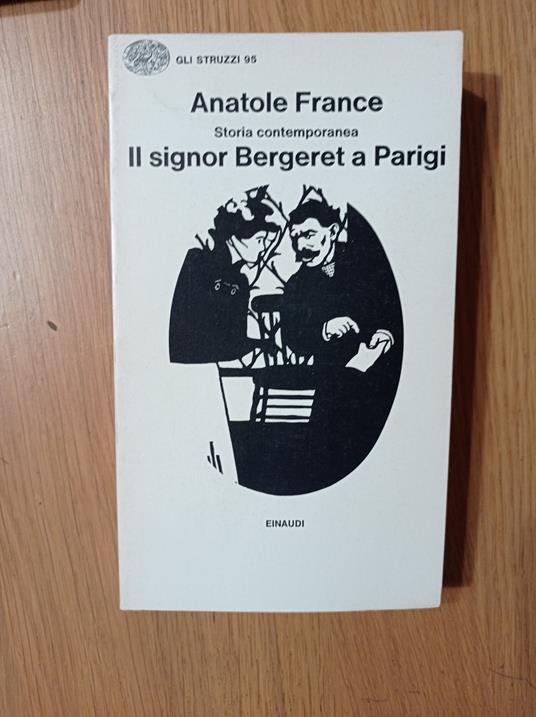 GLI STRUZZI 95
Anatole France
Storia contemporanea
Il signor Bergeret a Parigi
EINAUDI